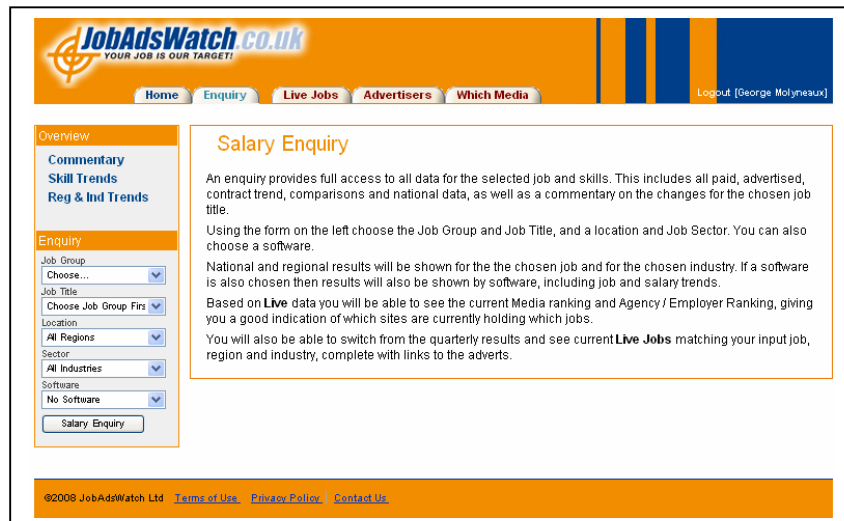 JobAdsWatch.co.uk
YOUR JOB IS OUR TARGET!
Home Enquiry Live Jobs Advertisers Which Media
Logout [George Molyneaux]
Overview
Commentary
Skill Trends
Reg & Ind Trends
Enquiry
Job Group
Choose...
Job Title
Choose Job Group Firs
Location
All Regions
Sector
All Industries
Software
No Software
Salary Enquiry
Salary Enquiry
An enquiry provides full access to all data for the selected job and skills. This includes all paid, advertised,
contract trend, comparisons and national data, as well as a commentary on the changes for the chosen job
title.
Using the form on the left choose the Job Group and Job Title, and a location and Job Sector. You can also
choose a software.
National and regional results will be shown for the the chosen job and for the chosen industry. If a software
is also chosen then results will also be shown by software, including job and salary trends.
Based on Live data you will be able to see the current Media ranking and Agency / Employer Ranking, giving
you a good indication of which sites are currently holding which jobs.
You will also be able to switch from the quarterly results and see current Live Jobs matching your input job,
region and industry, complete with links to the adverts.
©2008 JobAdsWatch Ltd Terms of Use Privacy Policy | Contact Us